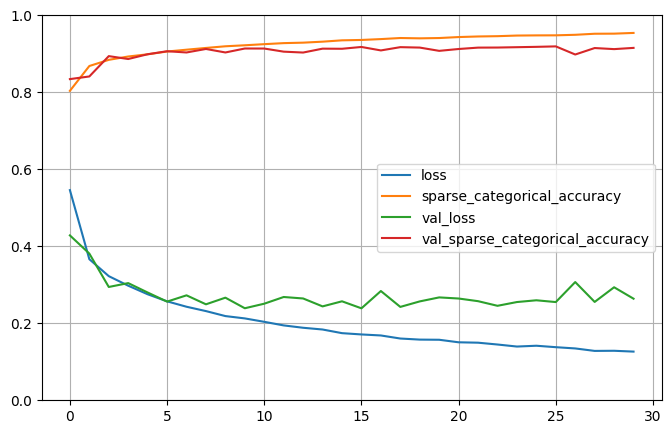 1.0
0.8
0.6
0.4
0.2
0.0
loss
sparse_categorical_accuracy
val_loss
val_sparse_categorical_accuracy
0 5 10 15 20 25 30